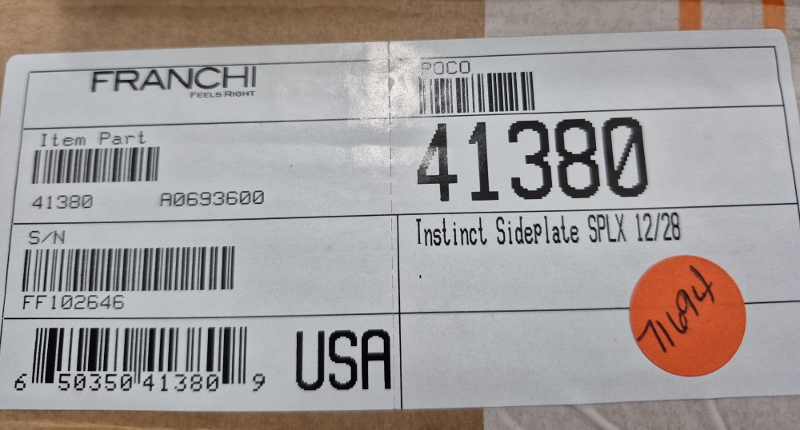 FRANCHI
FEELS RIGHT
POCO
Item Part
41380 A0693600
41380
S/N
FF102646
Instinct Sideplate SPLX 12/28
6 50350 41380 9
USA
71694